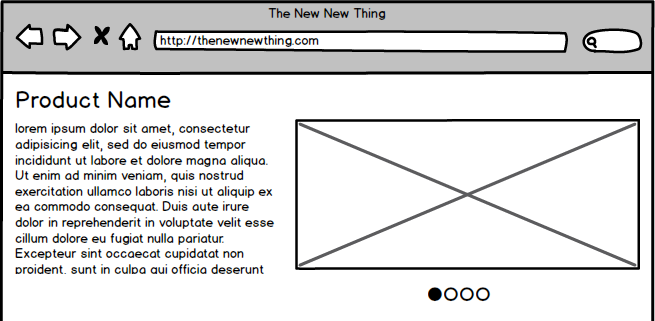 The New New Thing
http://thenewnewthing.com
Product Name
lorem ipsum dolor sit amet, consectetur
adipisicing elit, sed do eiusmod tempor
incididunt ut labore et dolore magna aliqua.
Ut enim ad minim veniam, quis nostrud
exercitation ullamco laboris nisi ut aliquip ex
ea commodo consequat. Duis aute irure
dolor in reprehenderit in voluptate velit esse
cillum dolore eu fugiat nulla pariatur.
Excepteur sint occaecat cupidatat non
proident, sunt in culpa qui officia deserunt